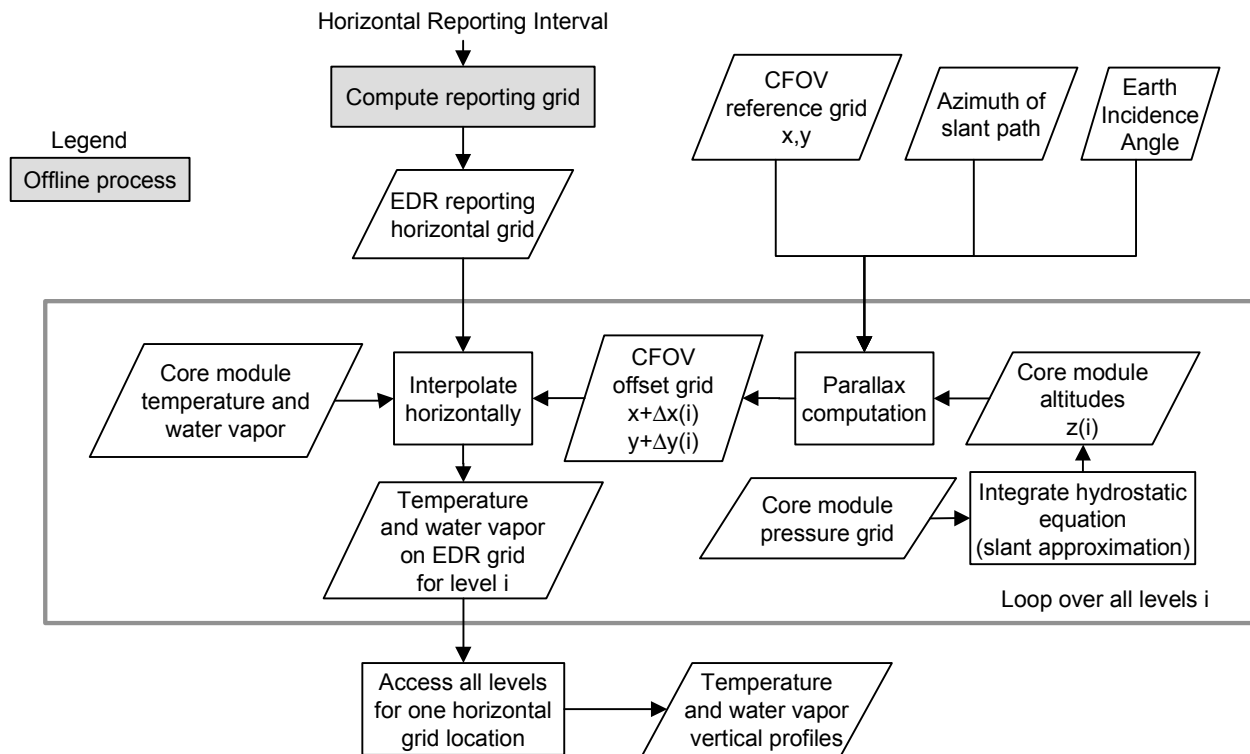 Horizontal Reporting Interval
Compute reporting grid
Legend
Offline process
EDR reporting
horizontal grid
CFOV
reference grid
x,y
Azimuth of
slant path
Earth
Incidence
Angle
Core module
temperature and
water vapor
Interpolate
horizontally
CFOV
offset grid
x+Δx(i)
y+Δy(i)
Parallax
computation
Core module
altitudes
z(i)
Temperature
and water vapor
on EDR grid
for level i
Core module
pressure grid
Integrate hydrostatic
equation
(slant approximation)
Loop over all levels i
Access all levels
for one horizontal
grid location
Temperature
and water vapor
vertical profiles